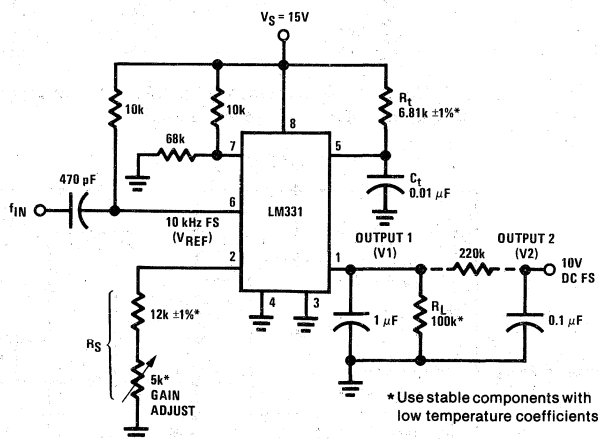 V_S = 15V
10k
10k
R_t
6.81k ±1%*
8
68k
7
5
C_t
0.01 µF
470 pF
f_IN
6
10 kHz FS
(V_REF)
LM331
OUTPUT 1
(V1)
220k
OUTPUT 2
(V2)
2
1
10V
DC FS
4
3
12k ±1%*
R_S
1 µF
R_L
100k*
0.1 µF
5k*
GAIN
ADJUST
*Use stable components with
low temperature coefficients